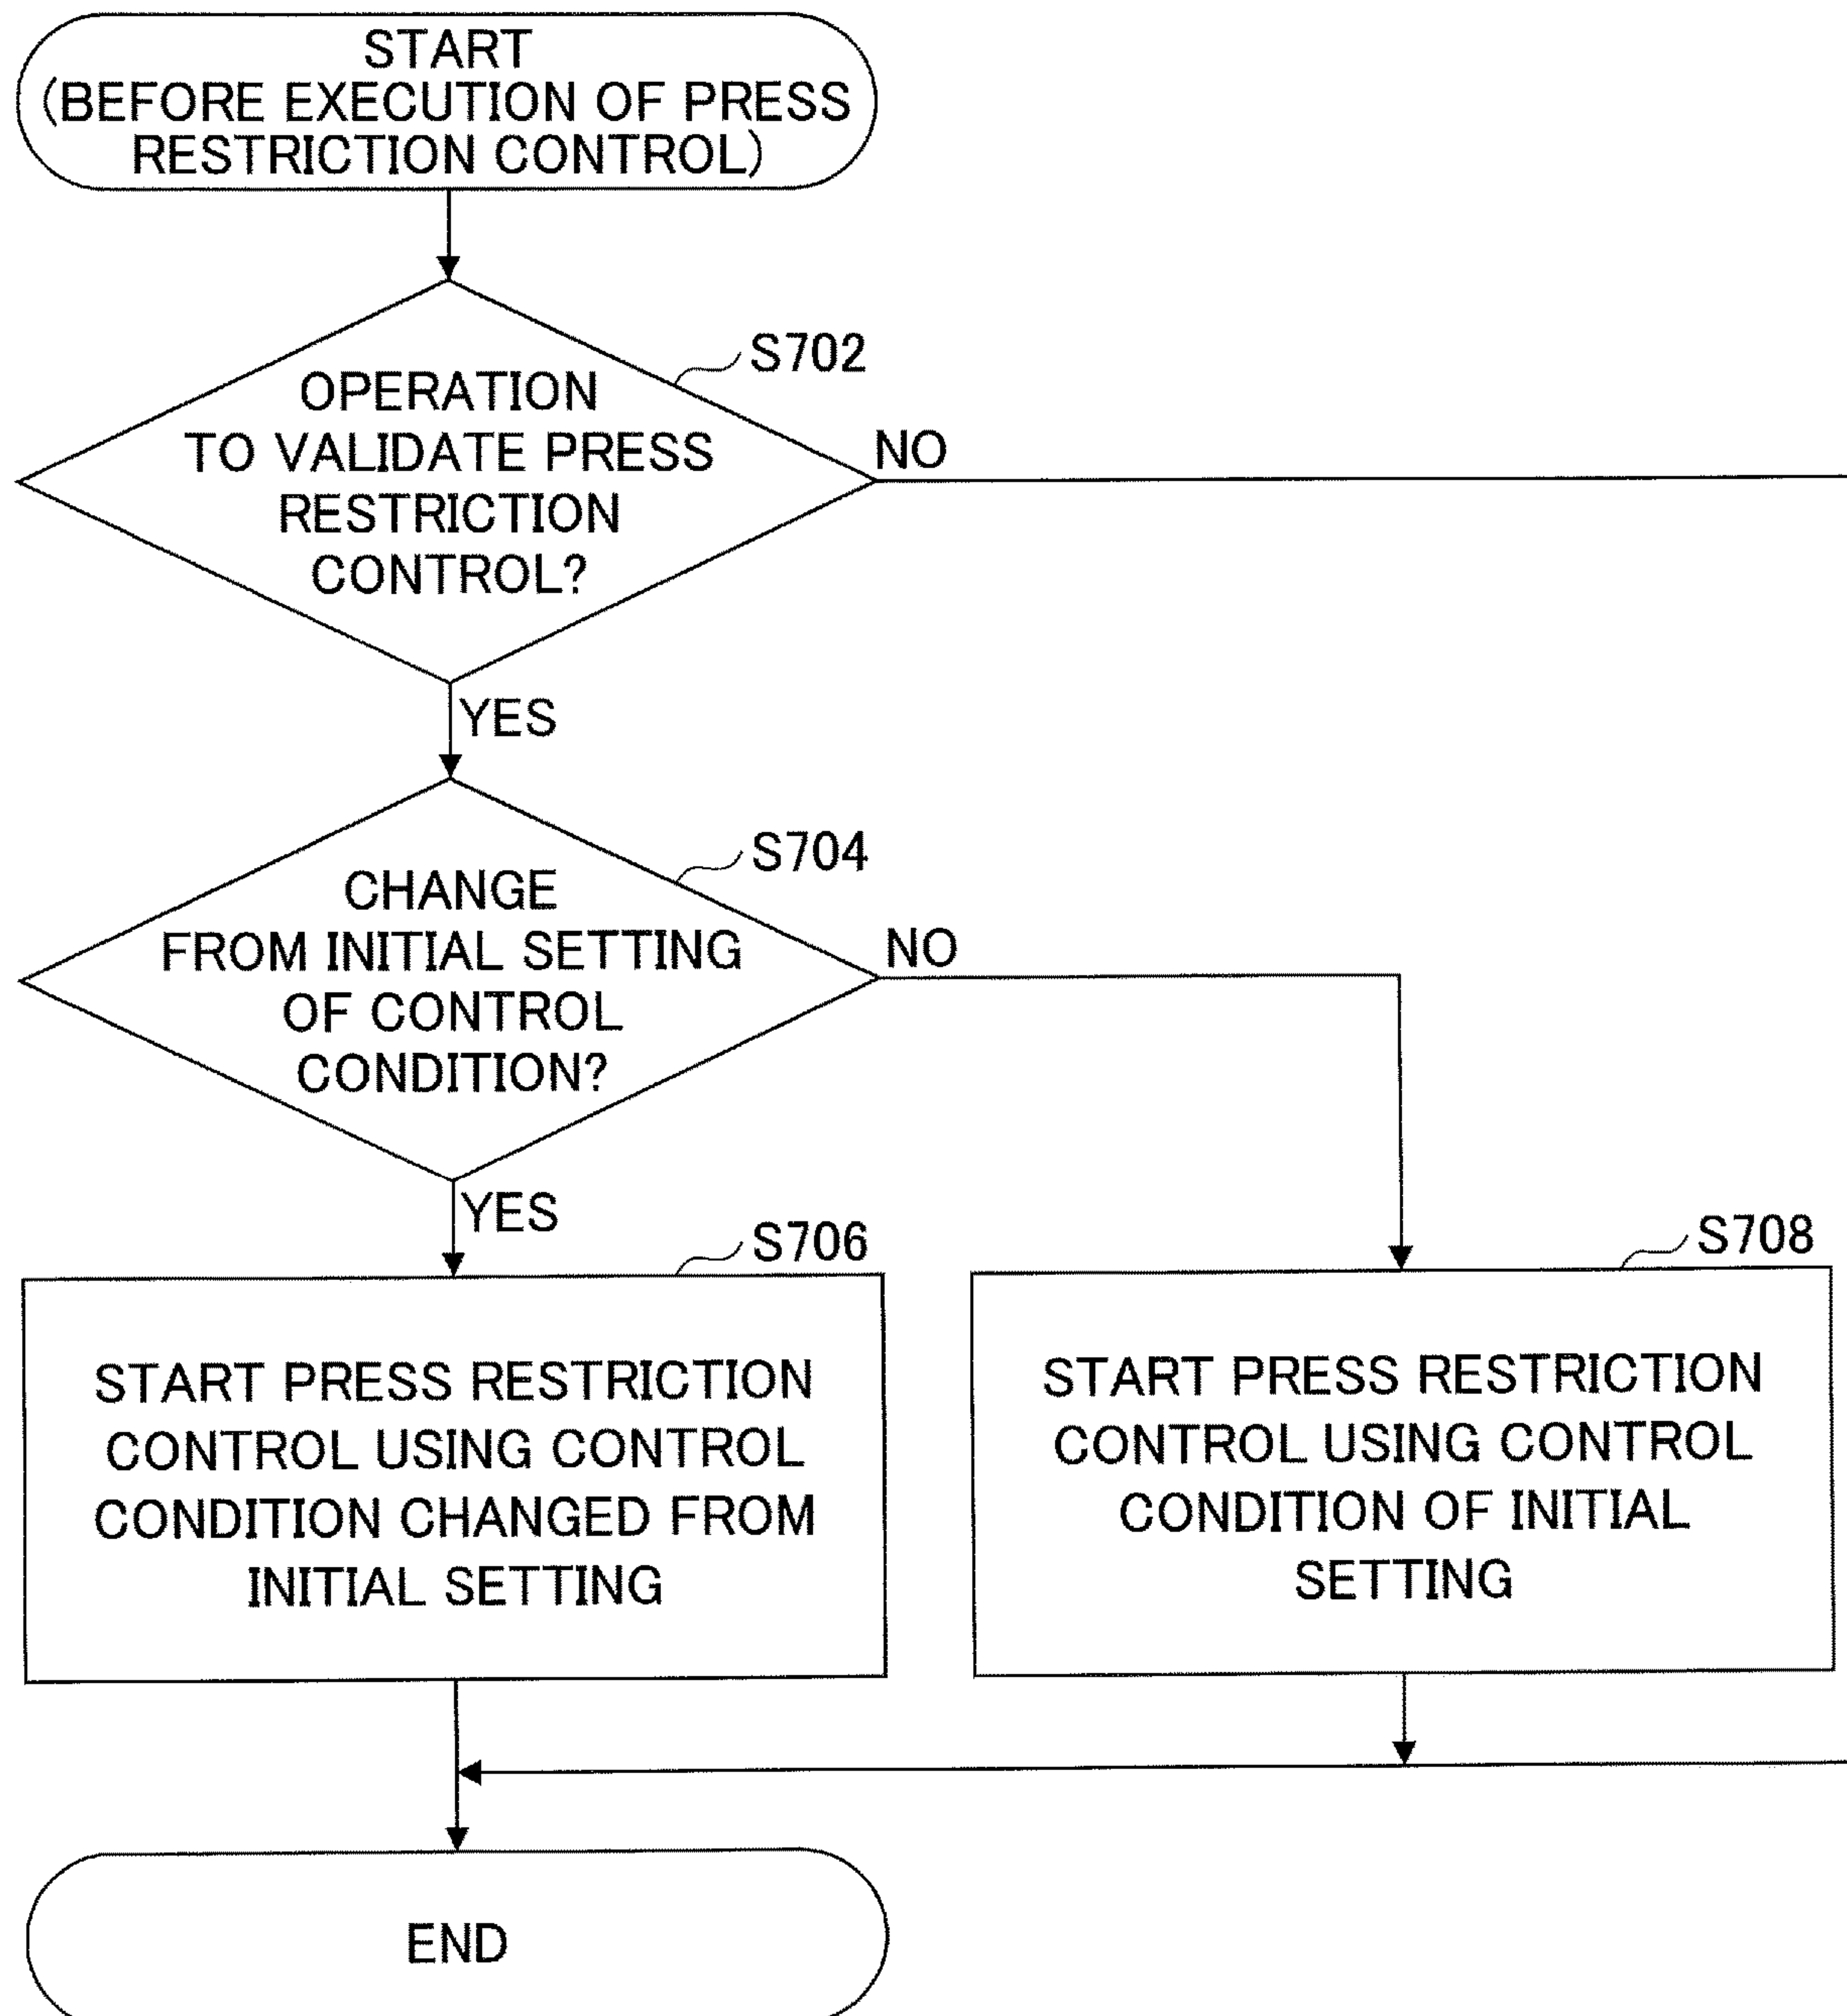 START
(BEFORE EXECUTION OF PRESS
RESTRICTION CONTROL)
S702
OPERATION
TO VALIDATE PRESS
RESTRICTION
CONTROL?
NO
YES
S704
CHANGE
FROM INITIAL SETTING
OF CONTROL
CONDITION?
NO
YES
S706
START PRESS RESTRICTION
CONTROL USING CONTROL
CONDITION CHANGED FROM
INITIAL SETTING
S708
START PRESS RESTRICTION
CONTROL USING CONTROL
CONDITION OF INITIAL
SETTING
END